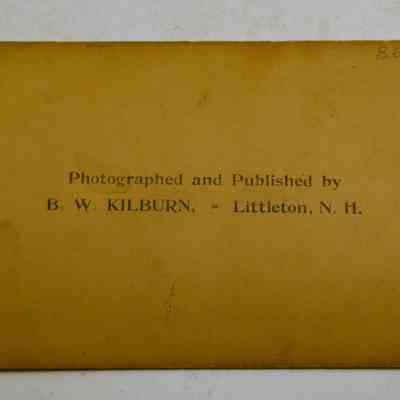 Photographed and Published by
B. W. KILBURN, - Littleton, N. H.